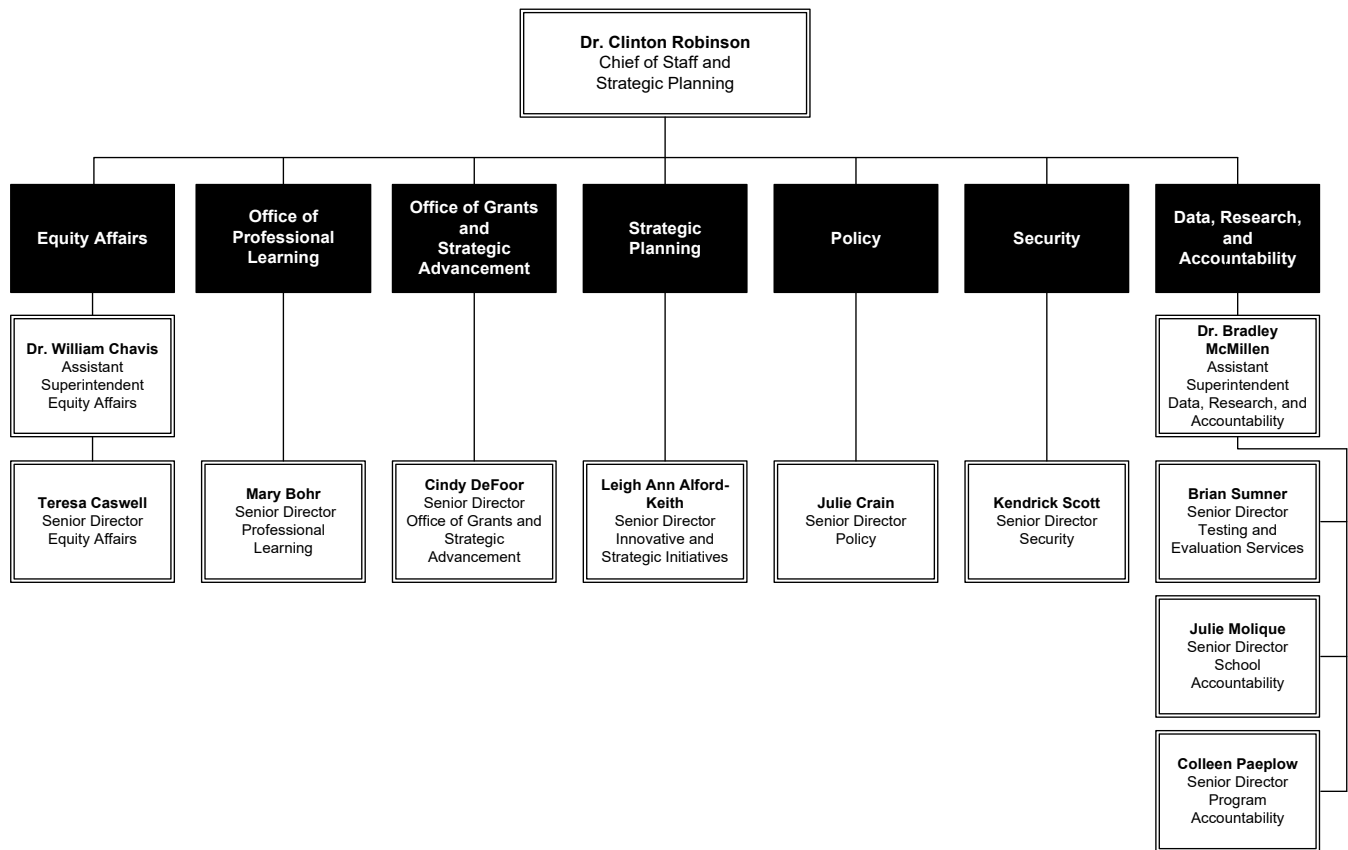 Dr. Clinton Robinson
Chief of Staff and
Strategic Planning
Equity Affairs
Office of
Professional
Learning
Office of Grants
and
Strategic
Advancement
Strategic
Planning
Policy
Security
Data, Research,
and
Accountability
Dr. William Chavis
Assistant
Superintendent
Equity Affairs
Dr. Bradley
McMillen
Assistant
Superintendent
Data, Research, and
Accountability
Teresa Caswell
Senior Director
Equity Affairs
Mary Bohr
Senior Director
Professional
Learning
Cindy DeFoor
Senior Director
Office of Grants and
Strategic
Advancement
Leigh Ann Alford-
Keith
Senior Director
Innovative and
Strategic Initiatives
Julie Crain
Senior Director
Policy
Kendrick Scott
Senior Director
Security
Brian Sumner
Senior Director
Testing and
Evaluation Services
Julie Molique
Senior Director
School
Accountability
Colleen Paeplow
Senior Director
Program
Accountability